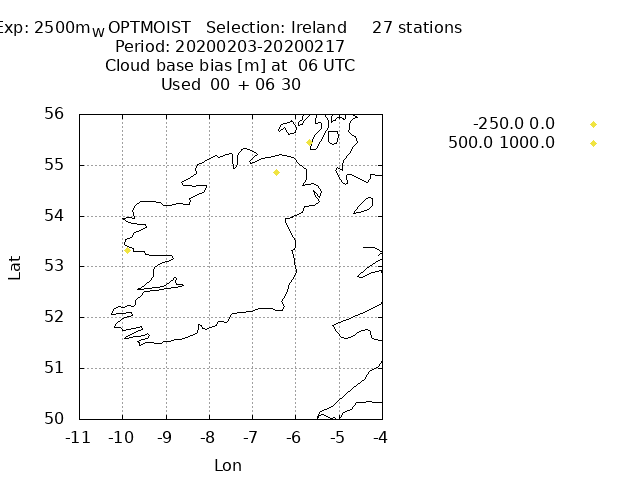 Exp: 2500m_W OPTMOIST Selection: Ireland 27 stations
Period: 20200203-20200217
Cloud base bias [m] at 06 UTC
Used 00 + 06 30
-250.0 0.0
500.0 1000.0
56
55
54
53
52
51
50
Lat
-11 -10 -9 -8 -7 -6 -5 -4
Lon